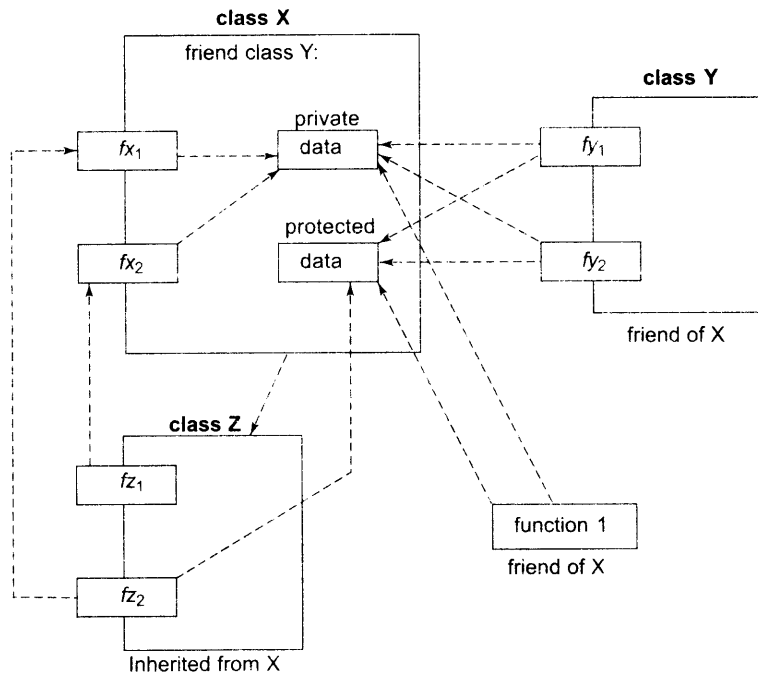 class X
friend class Y:
class Y
private
data
fx₁
fy₁
protected
data
fx₂
fy₂
friend of X
class Z
fz₁
function 1
friend of X
fz₂
Inherited from X